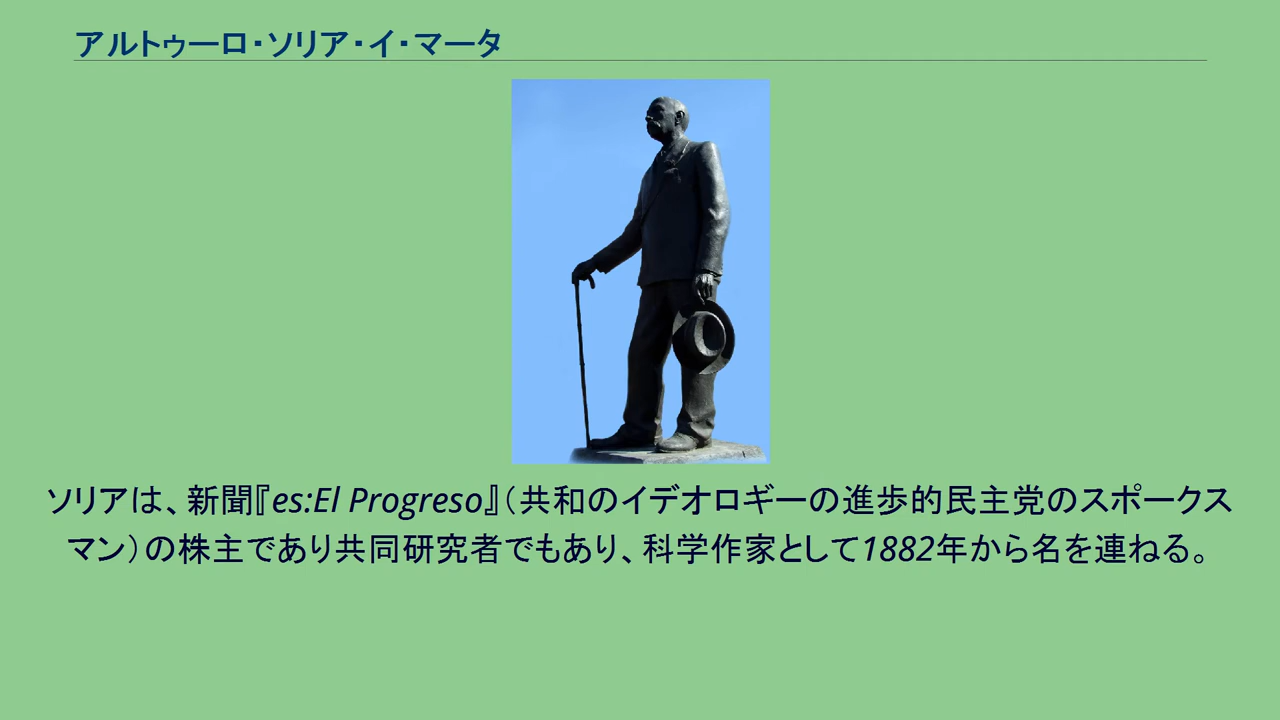 アルトゥーロ・ソリア・イ・マータ
ソリアは、新聞『es:El Progreso』（共和のイデオロギーの進歩的民主党のスポークス
マン）の株主であり共同研究者でもあり、科学作家として1882年から名を連ねる。